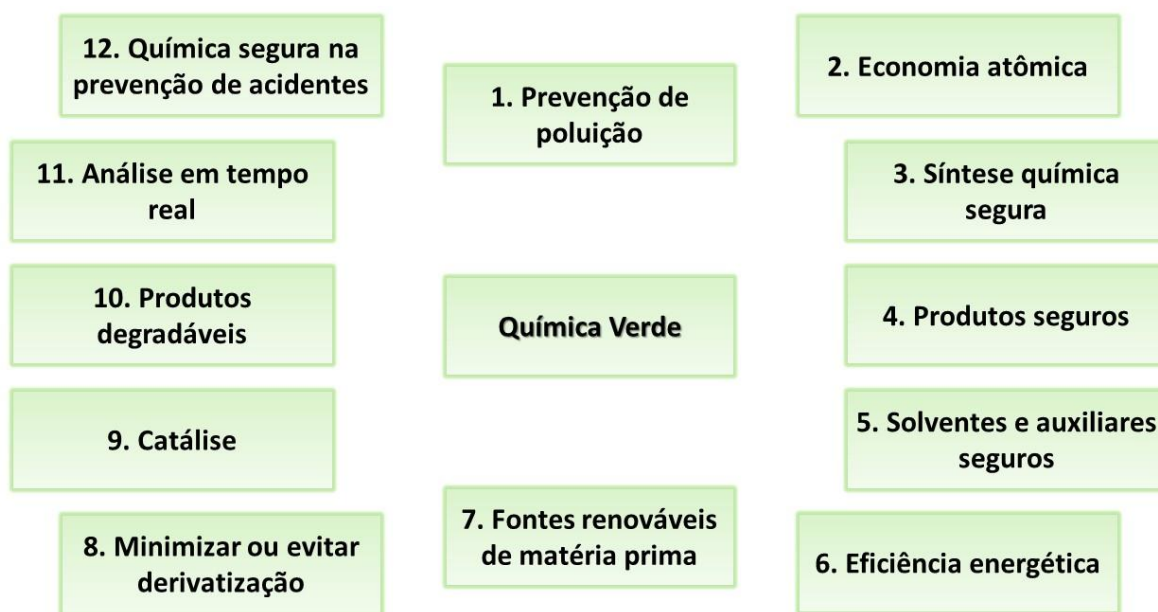 12. Química segura na
prevenção de acidentes
1. Prevenção de
poluição
2. Economia atômica
11. Análise em tempo
real
3. Síntese química
segura
10. Produtos
degradáveis
Química Verde
4. Produtos seguros
9. Catálise
5. Solventes e auxiliares
seguros
8. Minimizar ou evitar
derivatização
7. Fontes renováveis
de matéria prima
6. Eficiência energética